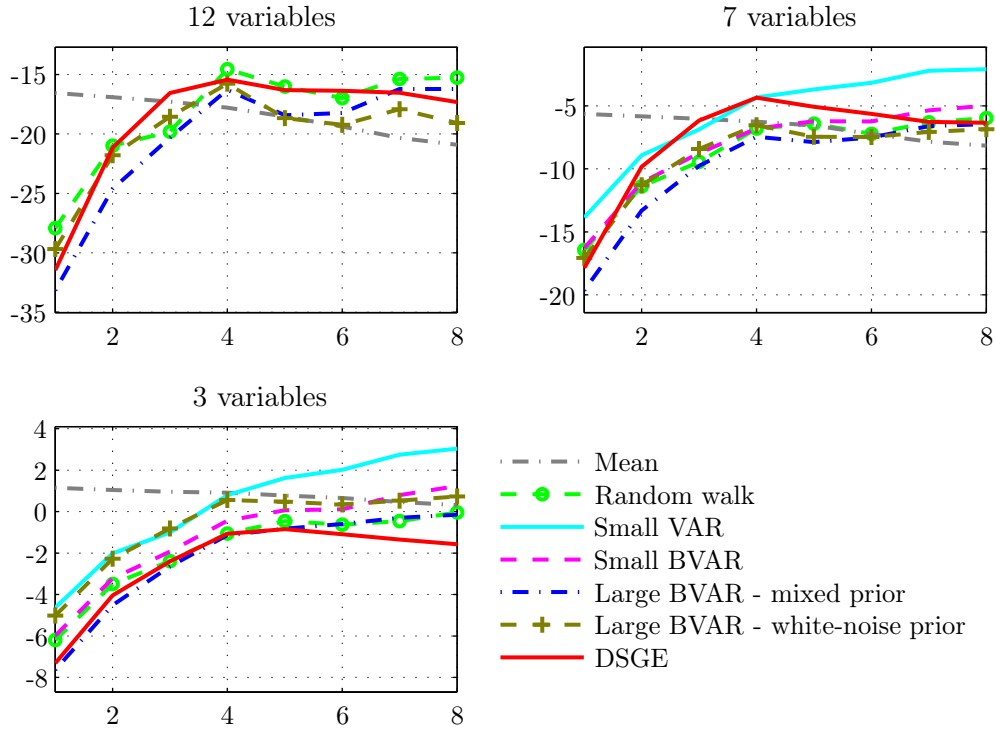 12 variables
-15
-20
-25
-30
-35
2
4
6
8
7 variables
-5
-10
-15
-20
2
4
6
8
3 variables
4
2
0
-2
-4
-6
-8
2
4
6
8
Mean
Random walk
Small VAR
Small BVAR
Large BVAR - mixed prior
Large BVAR - white-noise prior
DSGE